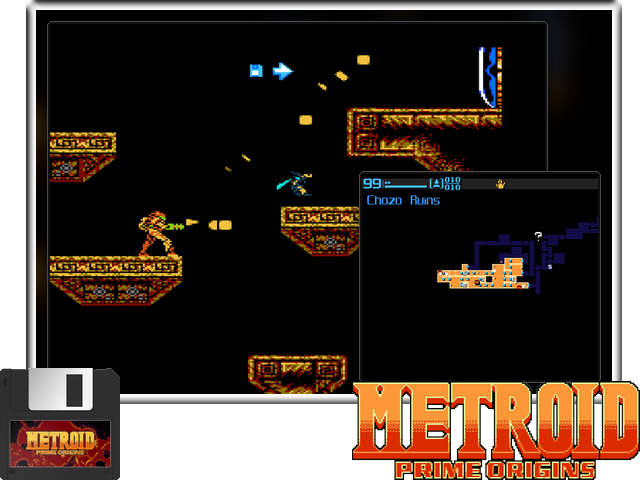 99 010
010
Chozo Ruins
?
METROID
PRIME ORIGINS
METROID
PRIME ORIGINS